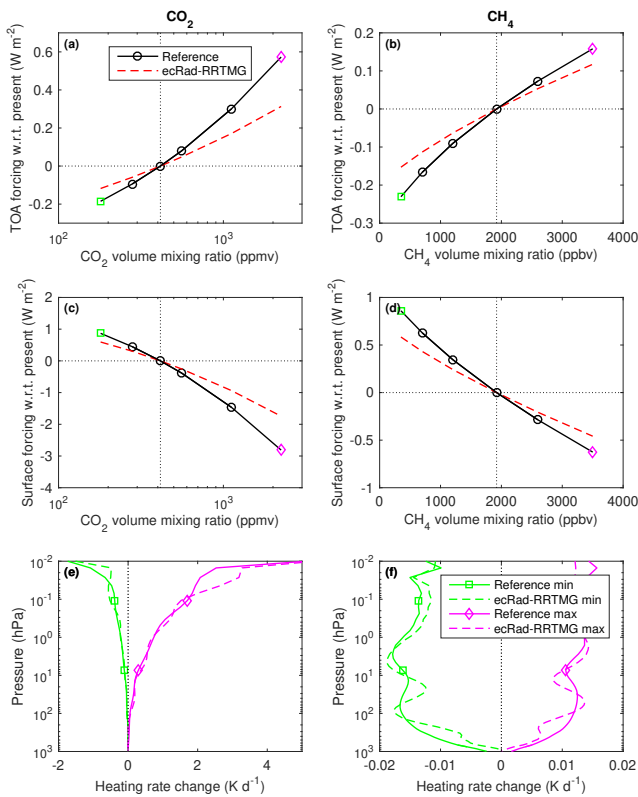 CO2
CH4
(a)
Reference
ecRad-RRTMG
TOA forcing w.r.t. present (W m-2)
0.6
0.4
0.2
0
-0.2
10^2
10^3
CO2 volume mixing ratio (ppmv)
(b)
TOA forcing w.r.t. present (W m-2)
0.2
0.1
0
-0.1
-0.2
-0.3
0
1000
2000
3000
4000
CH4 volume mixing ratio (ppbv)
(c)
Surface forcing w.r.t. present (W m-2)
2
1
0
-1
-2
-3
-4
10^2
10^3
CO2 volume mixing ratio (ppmv)
(d)
Surface forcing w.r.t. present (W m-2)
1
0.5
0
-0.5
-1
0
1000
2000
3000
4000
CH4 volume mixing ratio (ppbv)
(e)
Pressure (hPa)
10^-2
10^-1
10^0
10^1
10^2
10^3
-2
0
2
4
Heating rate change (K d-1)
(f)
Reference min
ecRad-RRTMG min
Reference max
ecRad-RRTMG max
Pressure (hPa)
10^-2
10^-1
10^0
10^1
10^2
10^3
-0.02
-0.01
0
0.01
0.02
Heating rate change (K d-1)